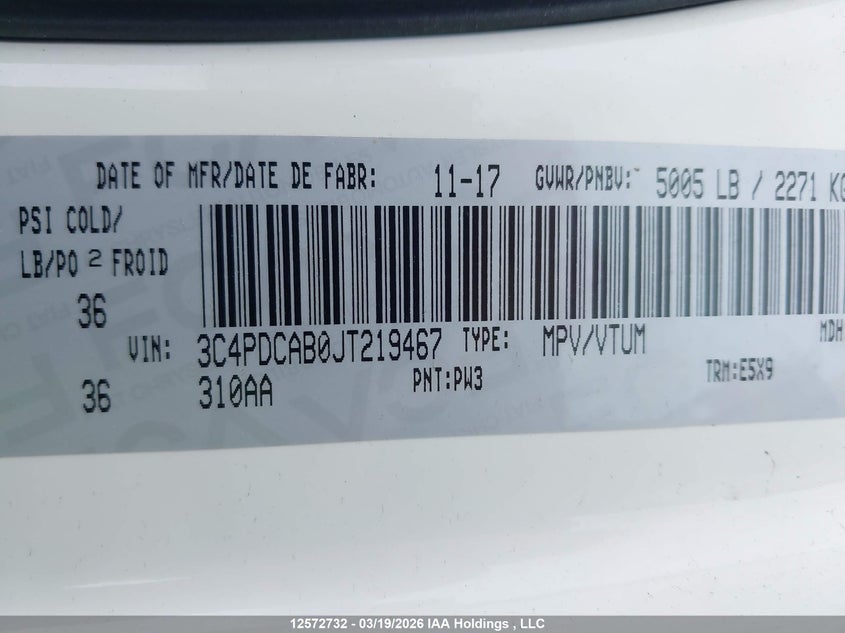 DATE OF MFR/DATE DE FABR: 11-17 GVWR/PNBV: 5005 LB / 2271 KG
PSI COLD/
LB/PO 2 FROID
36
VIN: 3C4PDCAB0JT219467 TYPE: MPV/VTUM MDH
36 310AA PNT:PW3 TRM:E5X9
12572732 - 03/19/2026 IAA Holdings , LLC